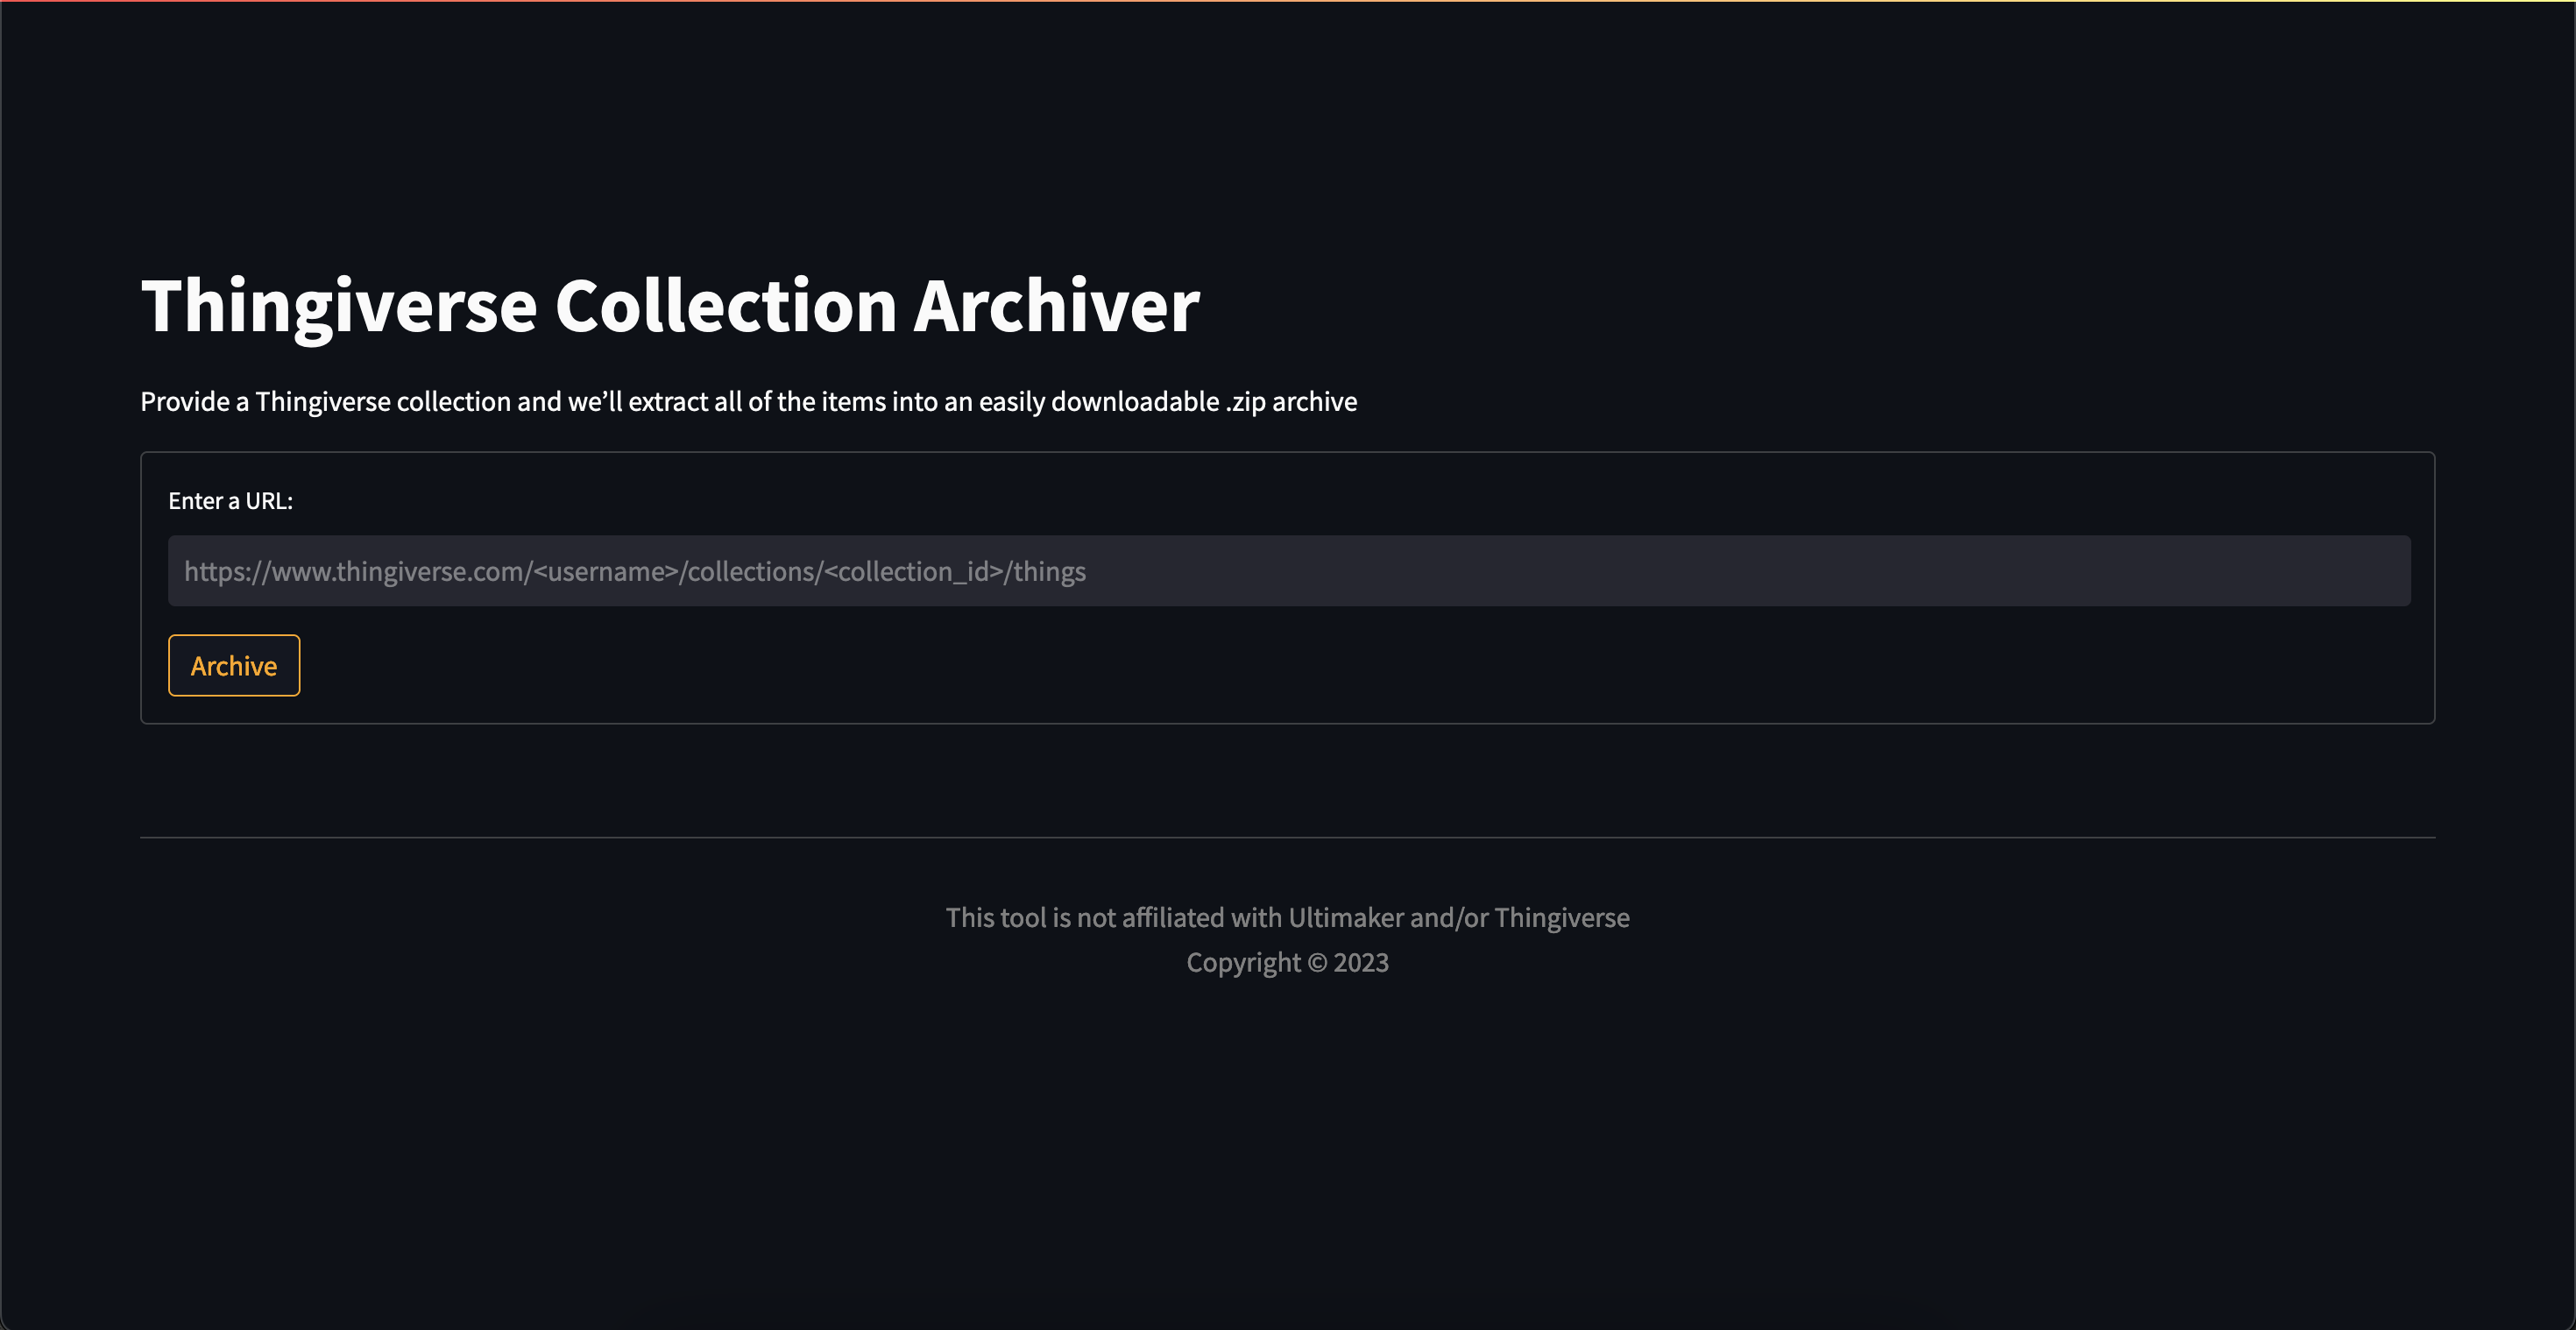 Thingiverse Collection Archiver
Provide a Thingiverse collection and we’ll extract all of the items into an easily downloadable .zip archive
Enter a URL:
https://www.thingiverse.com/<username>/collections/<collection_id>/things
Archive
This tool is not affiliated with Ultimaker and/or Thingiverse
Copyright © 2023